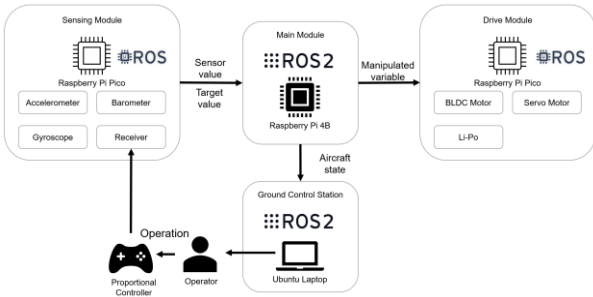 Sensing Module
ROS
Raspberry Pi Pico
Accelerometer
Barometer
Gyroscope
Receiver
Sensor
value
Target
value
Main Module
ROS2
Raspberry Pi 4B
Manipulated
variable
Drive Module
ROS
Raspberry Pi Pico
BLDC Motor
Servo Motor
Li-Po
Aircraft
state
Ground Control Station
ROS2
Ubuntu Laptop
Operation
Operator
Proportional
Controller